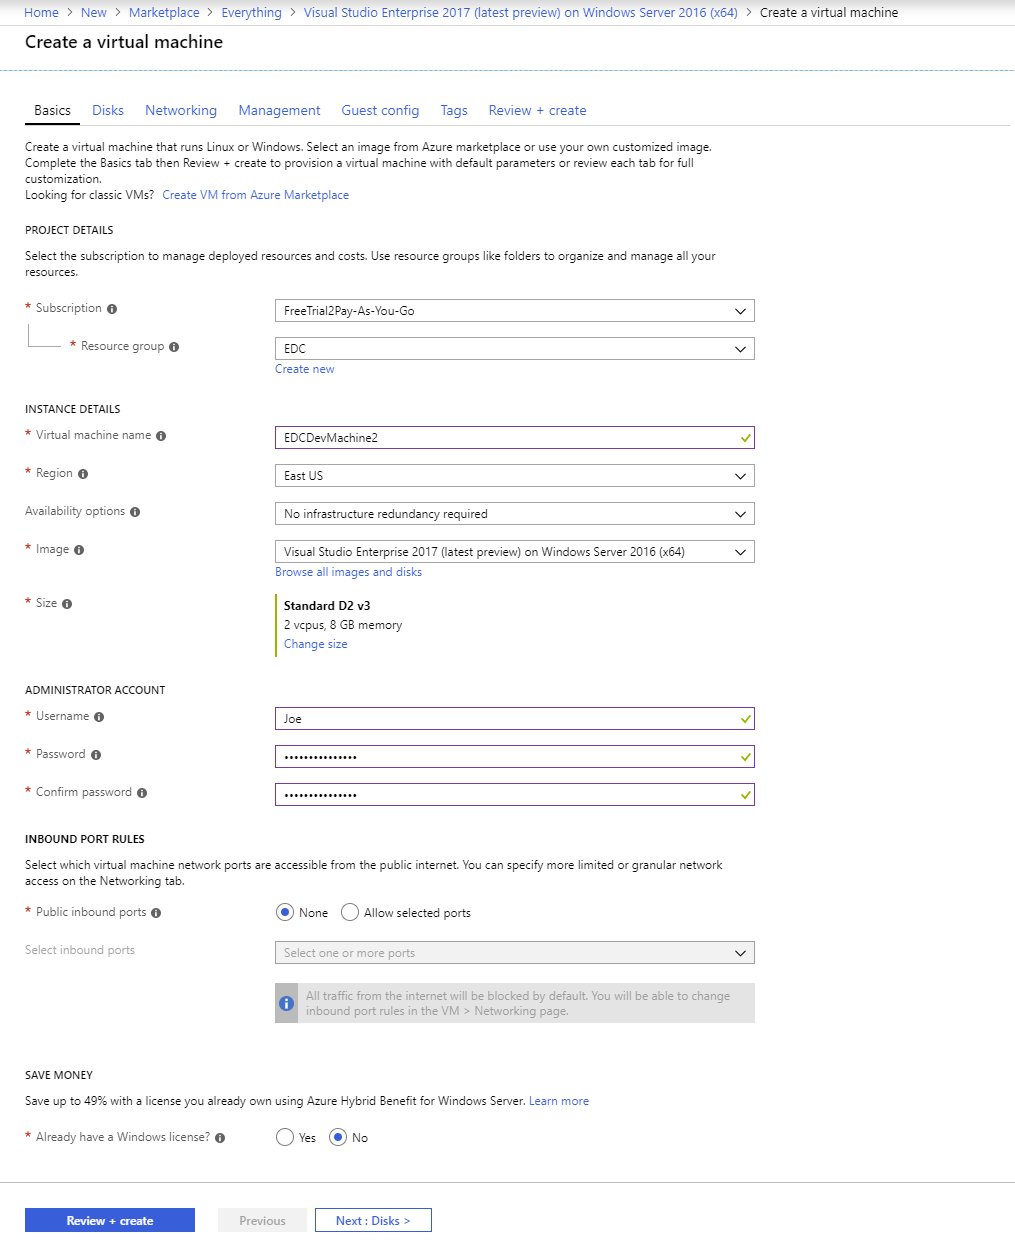 Home > New > Marketplace > Everything > Visual Studio Enterprise 2017 (latest preview) on Windows Server 2016 (x64) > Create a virtual machine
Create a virtual machine
Basics Disks Networking Management Guest config Tags Review + create
Create a virtual machine that runs Linux or Windows. Select an image from Azure marketplace or use your own customized image.
Complete the Basics tab then Review + create to provision a virtual machine with default parameters or review each tab for full
customization.
Looking for classic VMs? Create VM from Azure Marketplace
PROJECT DETAILS
Select the subscription to manage deployed resources and costs. Use resource groups like folders to organize and manage all your
resources.
* Subscription FreeTrial2Pay-As-You-Go
* Resource group EDC
Create new
INSTANCE DETAILS
* Virtual machine name EDCDevMachine2
* Region East US
Availability options No infrastructure redundancy required
* Image Visual Studio Enterprise 2017 (latest preview) on Windows Server 2016 (x64)
Browse all images and disks
* Size Standard D2 v3
2 vcpus, 8 GB memory
Change size
ADMINISTRATOR ACCOUNT
* Username Joe
* Password •••••••••••••••
* Confirm password •••••••••••••••
INBOUND PORT RULES
Select which virtual machine network ports are accessible from the public internet. You can specify more limited or granular network
access on the Networking tab.
* Public inbound ports None Allow selected ports
Select inbound ports Select one or more ports
All traffic from the internet will be blocked by default. You will be able to change
inbound port rules in the VM > Networking page.
SAVE MONEY
Save up to 49% with a license you already own using Azure Hybrid Benefit for Windows Server. Learn more
* Already have a Windows license? Yes No
Review + create Previous Next : Disks >